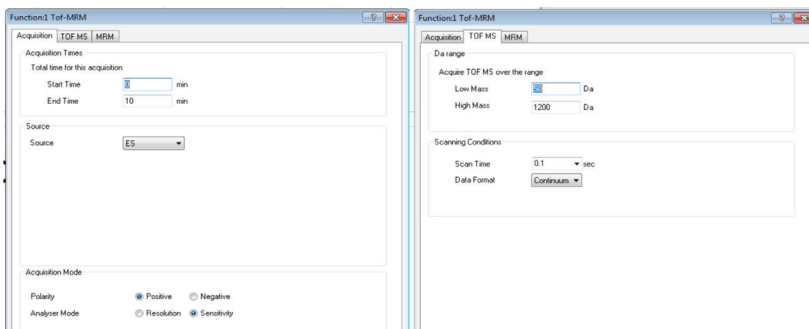 Function:1 Tof-MRM
Acquisition TOF MS MRM
Acquisition Times
Total time for this acquisition
Start Time 0 min
End Time 10 min
Source
Source ES
Acquisition Mode
Polarity Positive Negative
Analyser Mode Resolution Sensitivity
Function:1 Tof-MRM
Acquisition TOF MS MRM
Da range
Acquire TOF MS over the range
Low Mass 50 Da
High Mass 1200 Da
Scanning Conditions
Scan Time 0.1 sec
Data Format Continuum